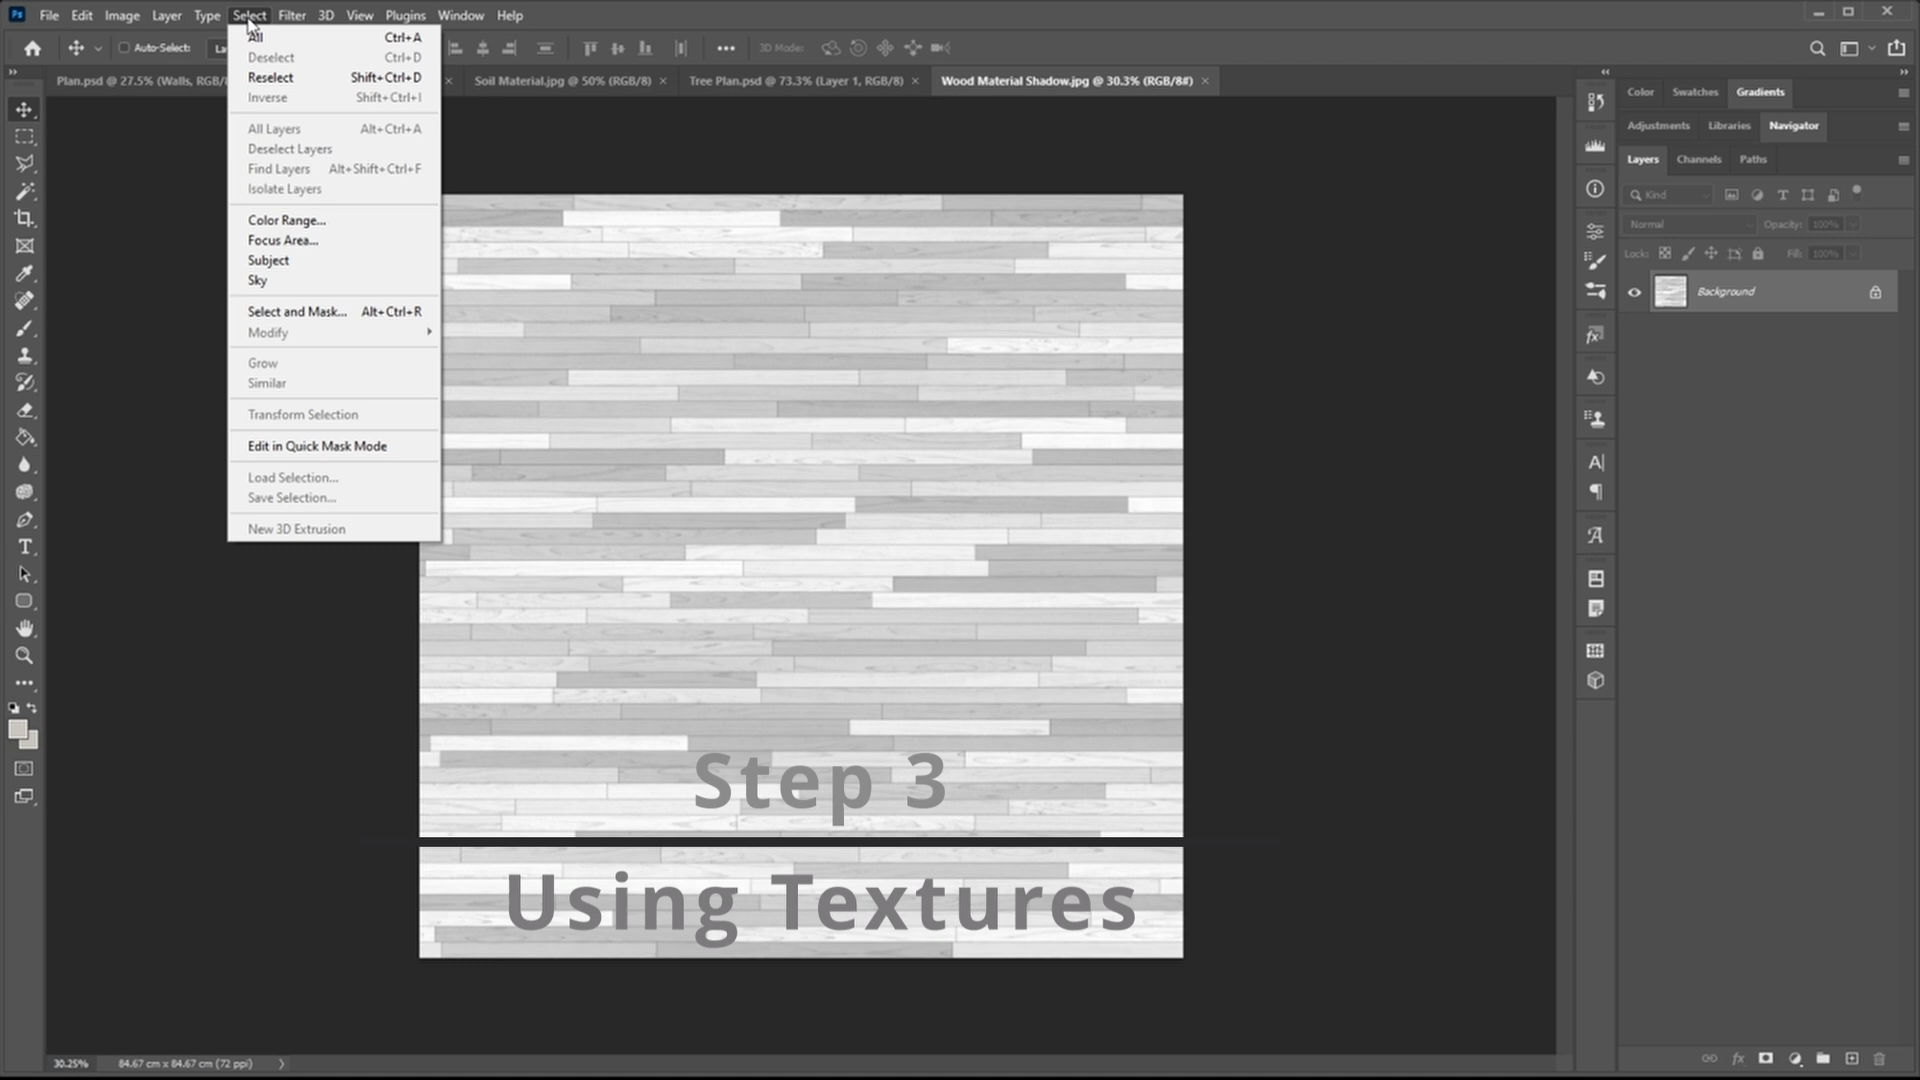 Ps File Edit Image Layer Type Select Filter 3D View Plugins Window Help
Auto-Select: 3D Mode:
Plan.psd @ 27.5% (Walls, RGB/ Soil Material.jpg @ 50% (RGB/8) Tree Plan.psd @ 73.3% (Layer 1, RGB/8) Wood Material Shadow.jpg @ 30.3% (RGB/8#)
All Ctrl+A
Deselect Ctrl+D
Reselect Shift+Ctrl+D
Inverse Shift+Ctrl+I
All Layers Alt+Ctrl+A
Deselect Layers
Find Layers Alt+Shift+Ctrl+F
Isolate Layers
Color Range...
Focus Area...
Subject
Sky
Select and Mask... Alt+Ctrl+R
Modify
Grow
Similar
Transform Selection
Edit in Quick Mask Mode
Load Selection...
Save Selection...
New 3D Extrusion
Color Swatches Gradients
Adjustments Libraries Navigator
Layers Channels Paths
Kind
Normal Opacity: 100%
Lock: Fill: 100%
Background
Step 3
Using Textures
30.25% 84.67 cm x 84.67 cm (72 ppi)